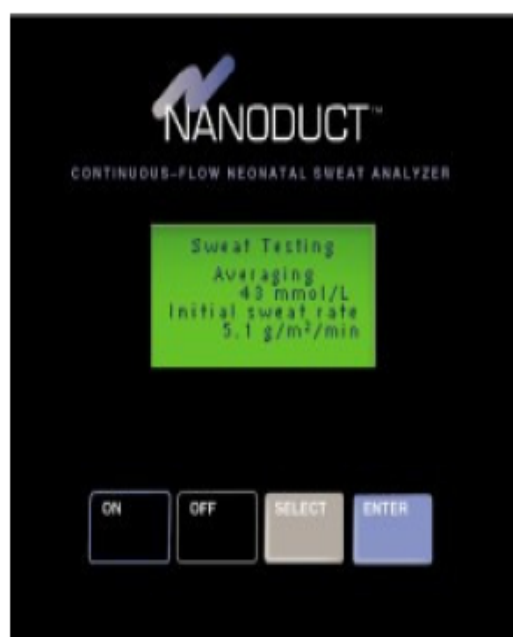 NANODUCT™
CONTINUOUS-FLOW NEONATAL SWEAT ANALYZER
Sweat Testing
Averaging
43 mmol/L
Initial sweat rate
5.1 g/m²/min
ON OFF SELECT ENTER